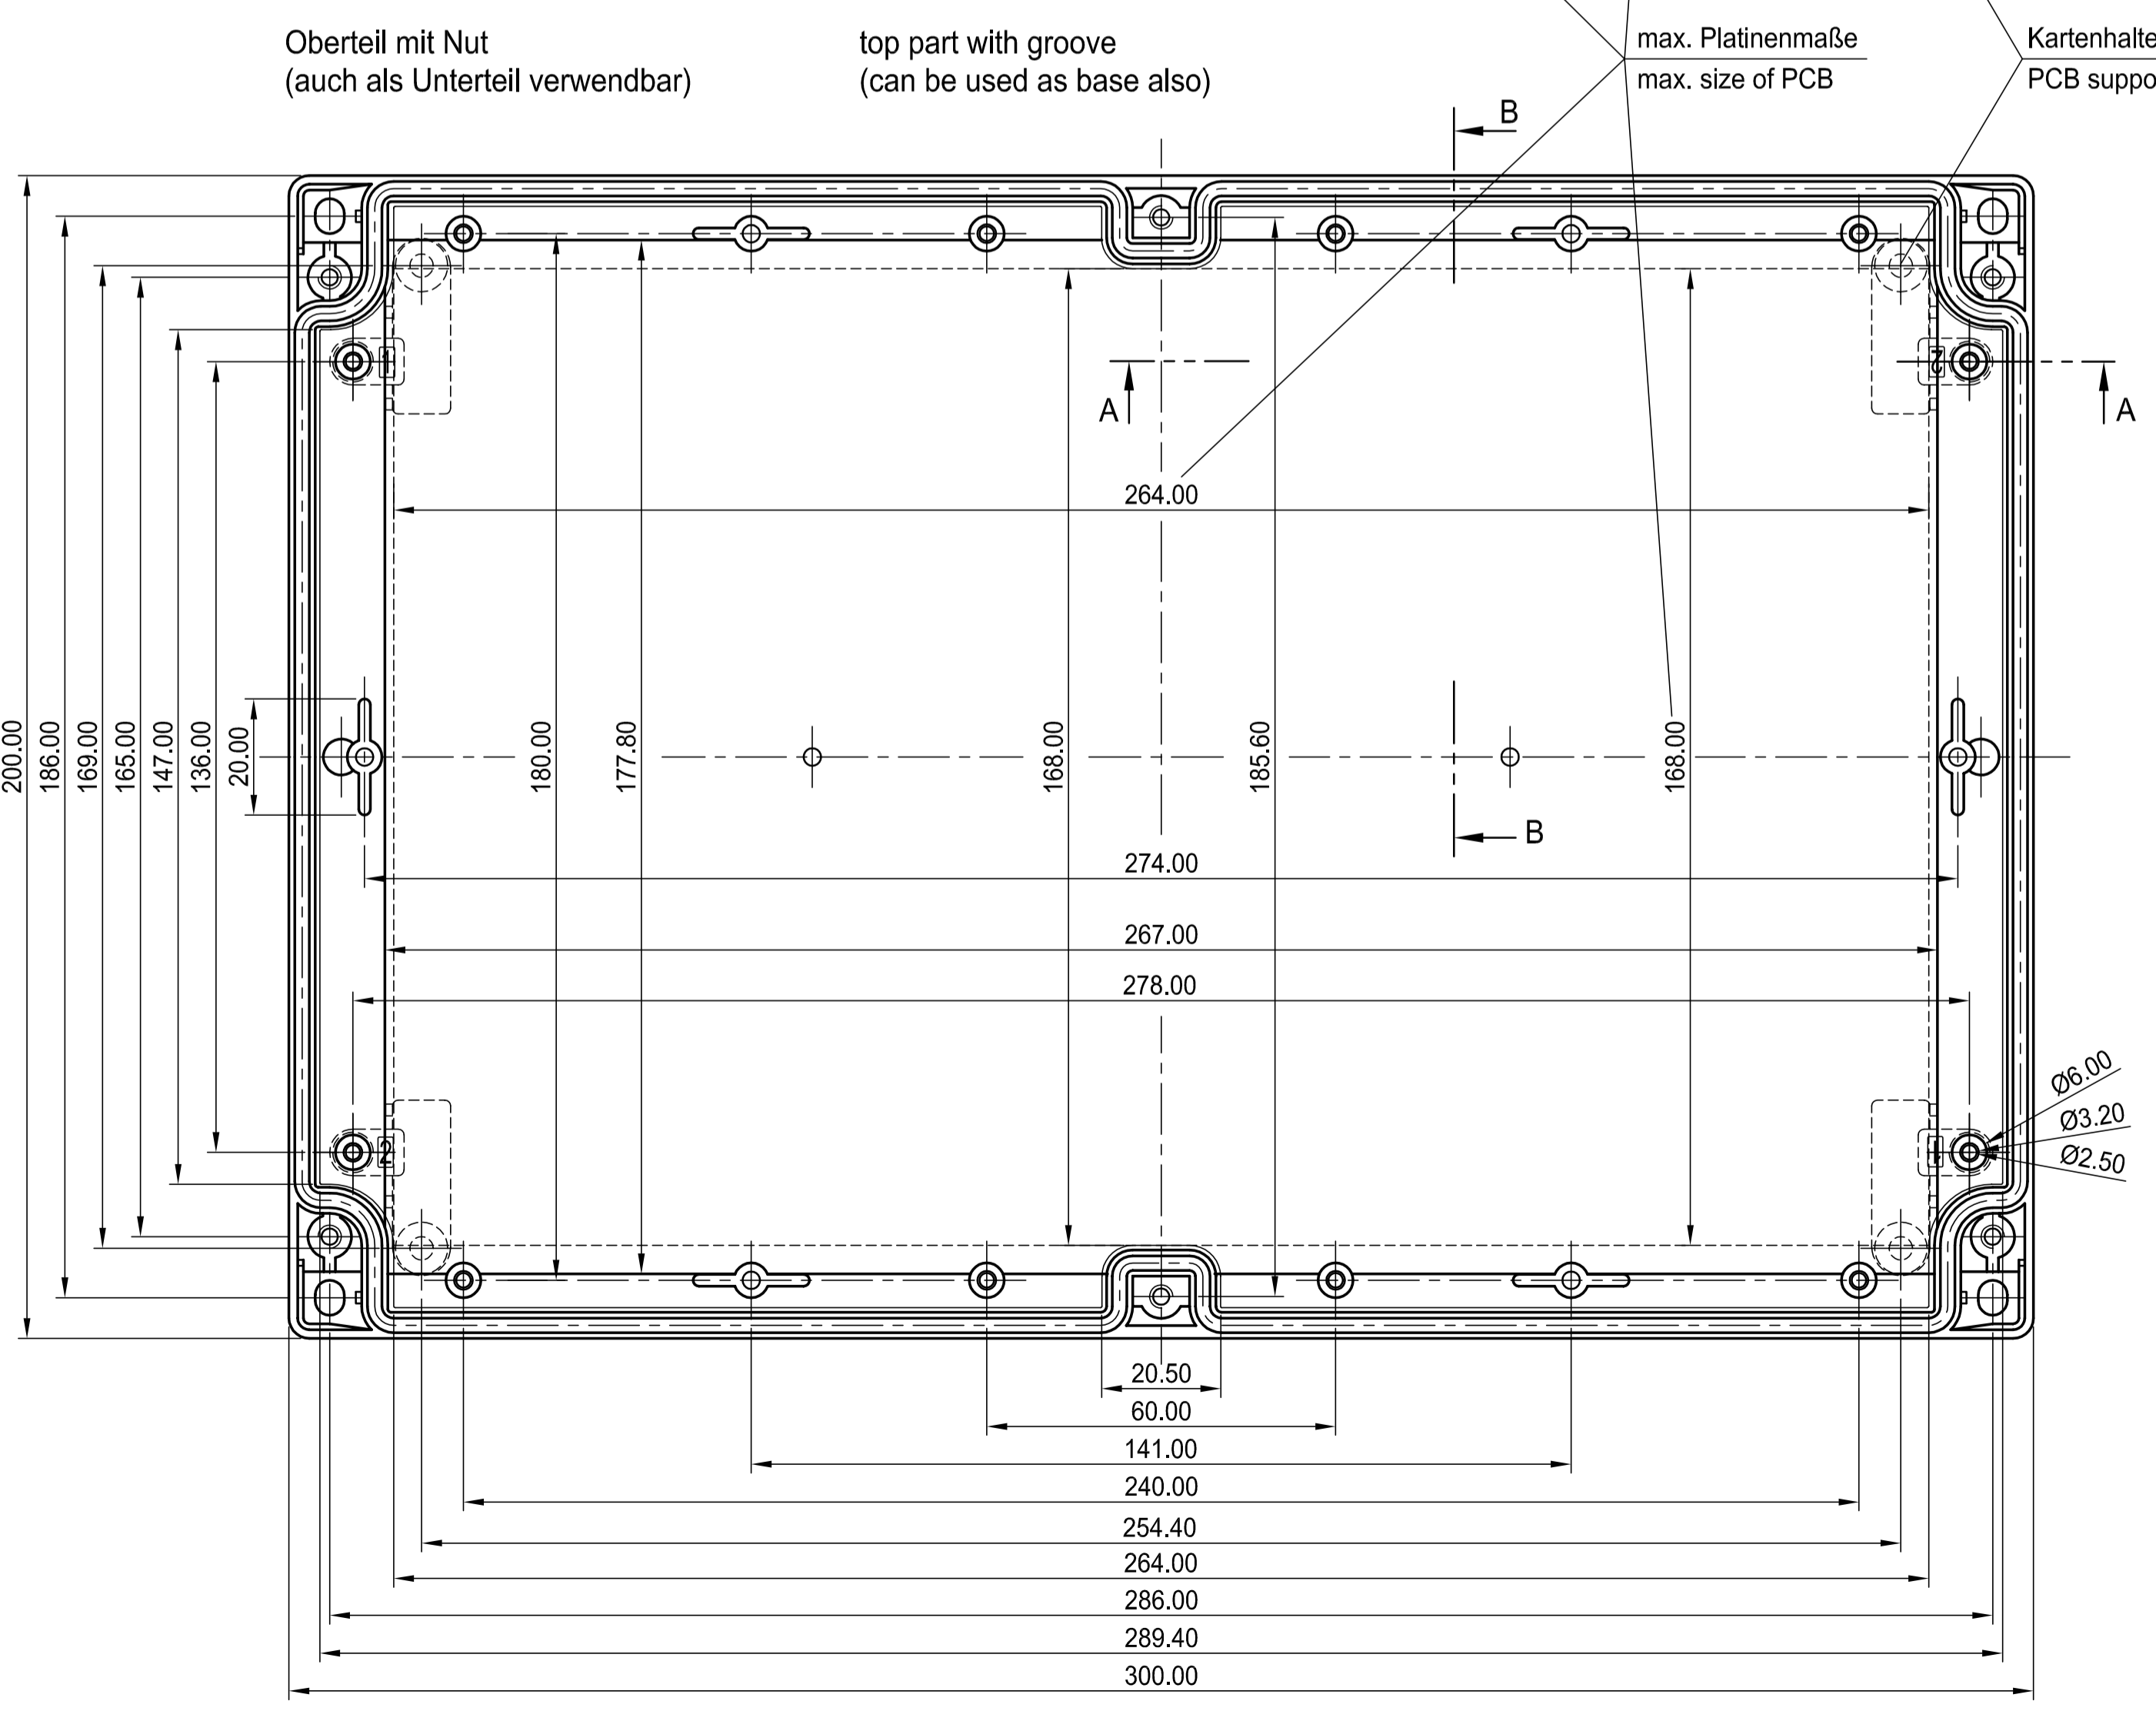 Oberteil mit Nut
(auch als Unterteil verwendbar)
top part with groove
(can be used as base also)
max. Platinenmaße
max. size of PCB
Kartenhalte
PCB suppo
B
A
A
264.00
200.00
186.00
169.00
165.00
147.00
136.00
20.00
180.00
177.80
168.00
185.60
168.00
B
274.00
267.00
278.00
1
2
2
1
Ø6.00
Ø3.20
Ø2.50
20.50
60.00
141.00
240.00
254.40
264.00
286.00
289.40
300.00